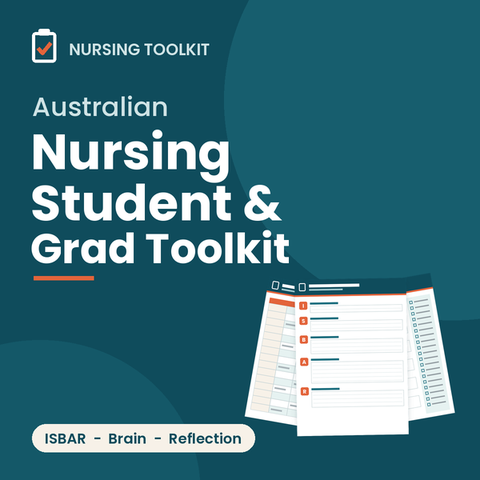 NURSING TOOLKIT
Australian
Nursing
Student &
Grad Toolkit
I
S
B
A
R
ISBAR - Brain - Reflection